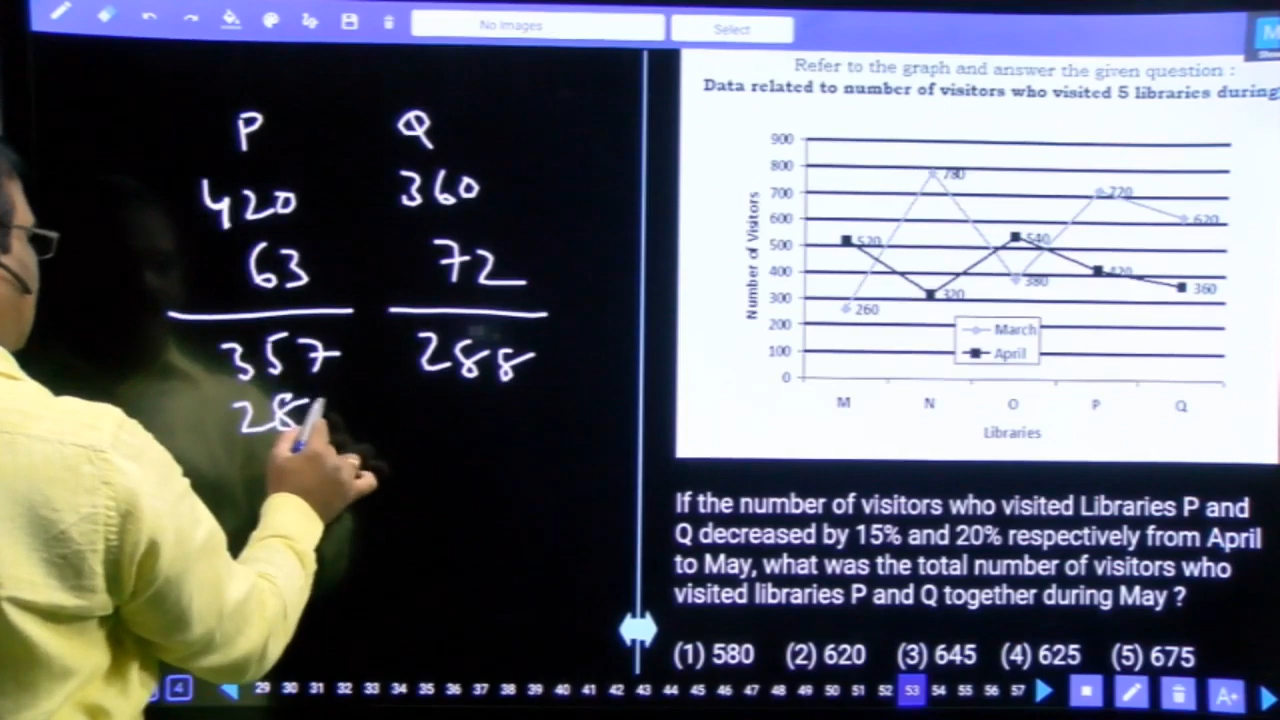 No Images
Select
P Q
420 360
63 72
357 288
28
Refer to the graph and answer the given question :
Data related to number of visitors who visited 5 libraries during
Number of Visitors
900
800
700
600
500
400
300
200
100
0
780
720
620
520
540
420
380
360
320
260
March
April
M N O P Q
Libraries
If the number of visitors who visited Libraries P and
Q decreased by 15% and 20% respectively from April
to May, what was the total number of visitors who
visited libraries P and Q together during May ?
(1) 580 (2) 620 (3) 645 (4) 625 (5) 675
4 29 30 31 32 33 34 35 36 37 38 39 40 41 42 43 44 45 46 47 48 49 50 51 52 53 54 55 56 57 A+